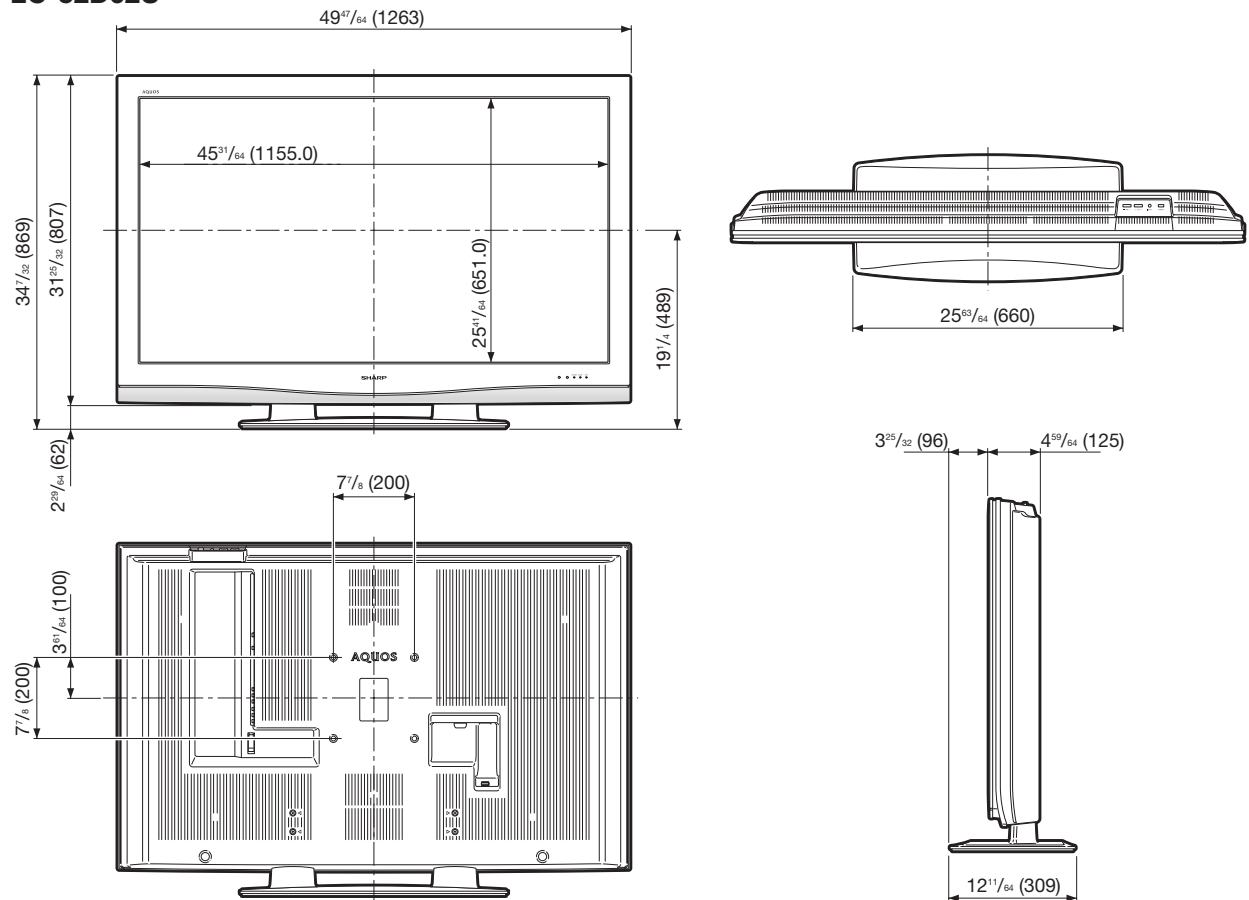 49 47/64 (1263)
AQUOS
45 31/64 (1155.0)
34 7/32 (869)
31 25/32 (807)
25 41/64 (651.0)
19 1/4 (489)
SHARP
2 29/64 (62)
25 63/64 (660)
3 25/32 (96)
4 59/64 (125)
7 7/8 (200)
3 61/64 (100)
AQUOS
7 7/8 (200)
12 11/64 (309)